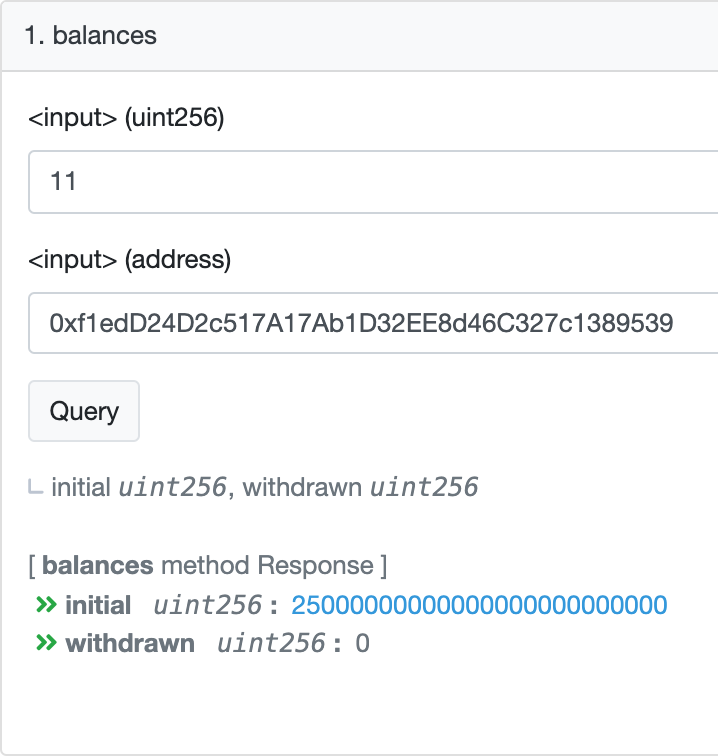 1. balances
<input> (uint256)
11
<input> (address)
0xf1edD24D2c517A17Ab1D32EE8d46C327c1389539
Query
initial uint256, withdrawn uint256
[ balances method Response ]
initial uint256 : 25000000000000000000000000
withdrawn uint256 : 0